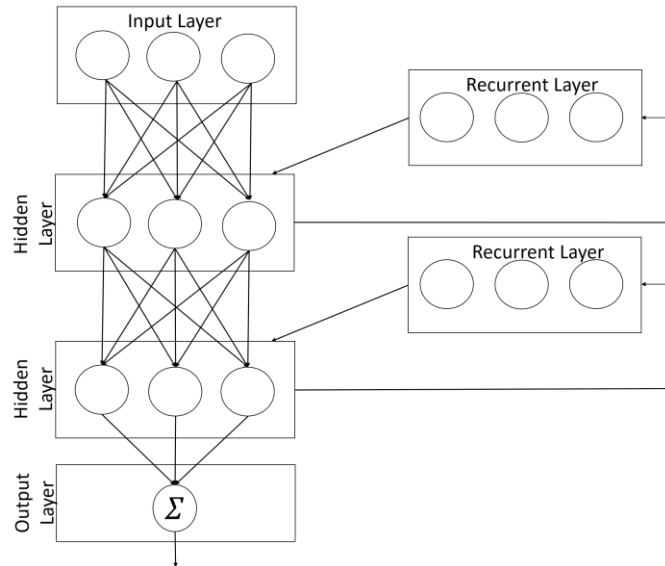 Input Layer
Recurrent Layer
Hidden
Layer
Recurrent Layer
Hidden
Layer
Output
Layer
Σ